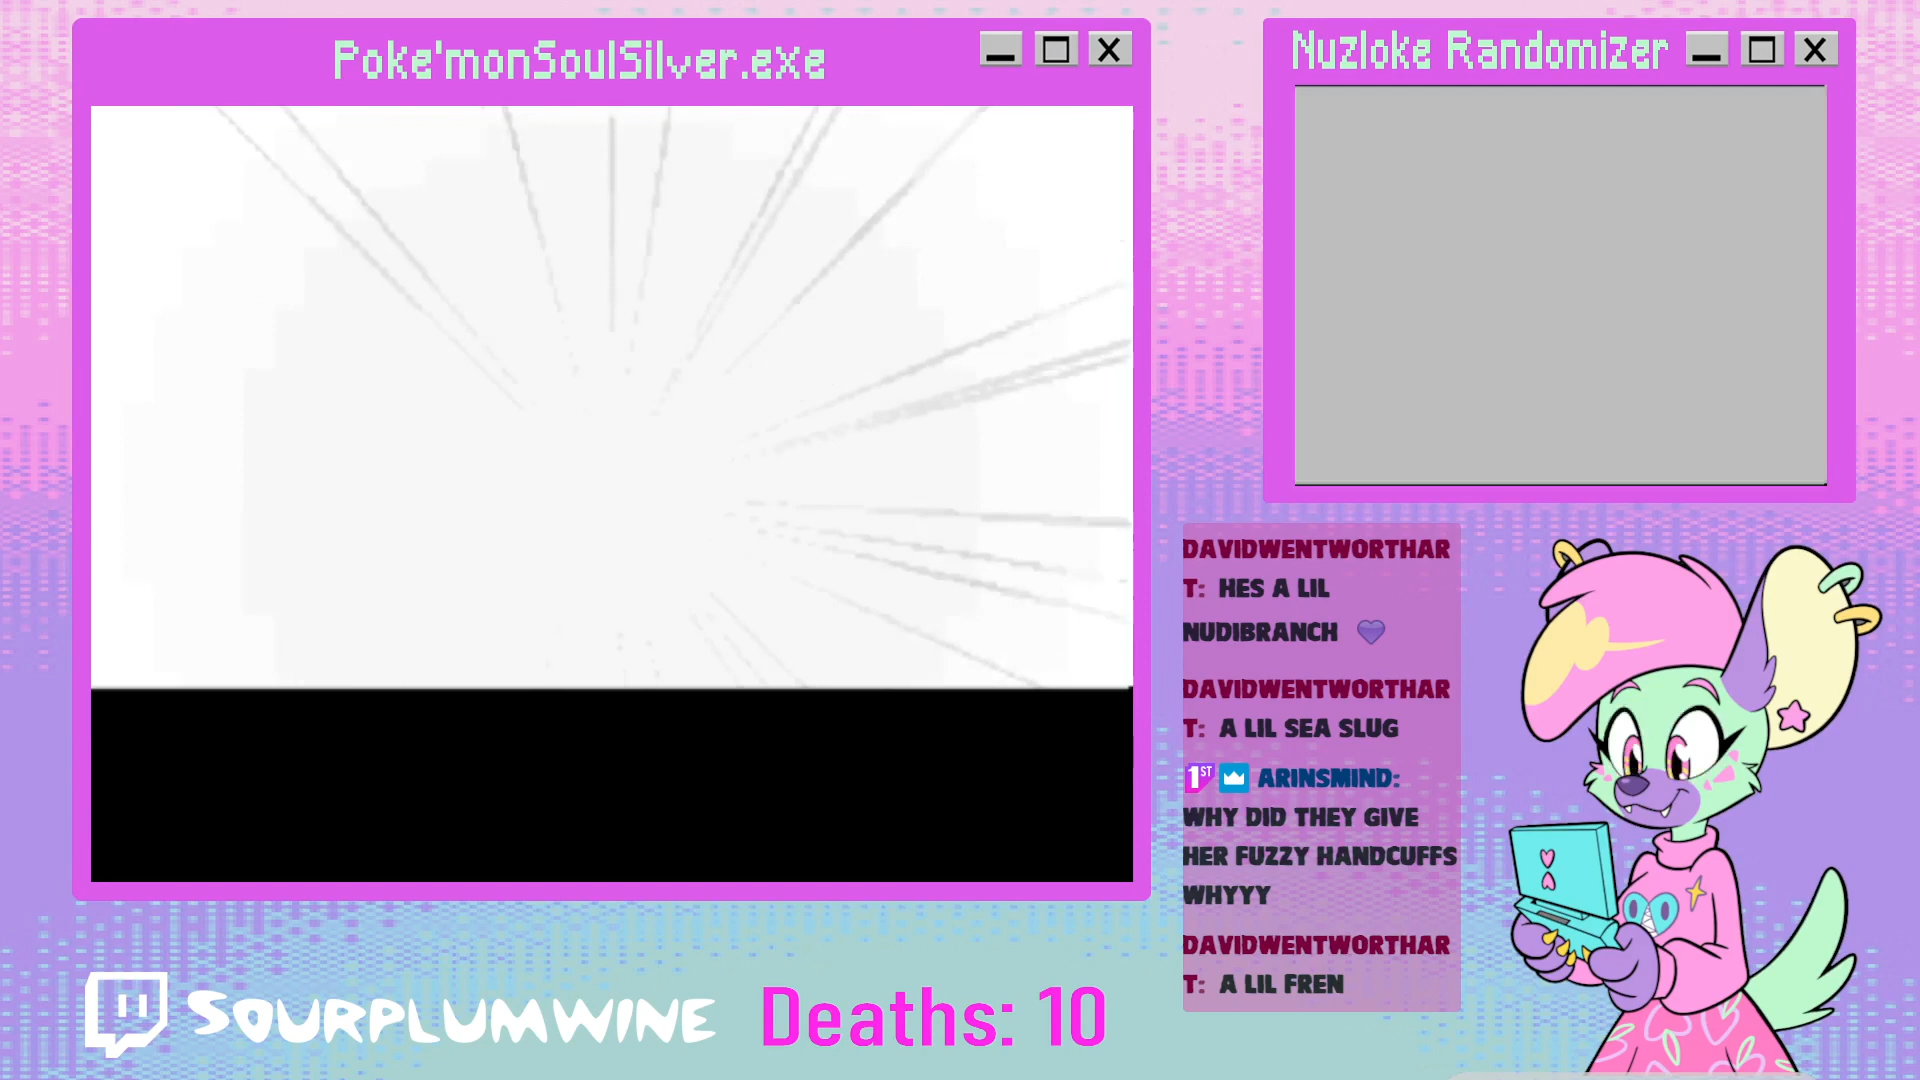 Poke'monSoulSilver.exe
Nuzloke Randomizer
DAVIDWENTWORTHAR
T: HES A LIL
NUDIBRANCH
DAVIDWENTWORTHAR
T: A LIL SEA SLUG
1ST ARINSMIND:
WHY DID THEY GIVE
HER FUZZY HANDCUFFS
WHYYY
DAVIDWENTWORTHAR
T: A LIL FREN
SOURPLUMWINE
Deaths: 10